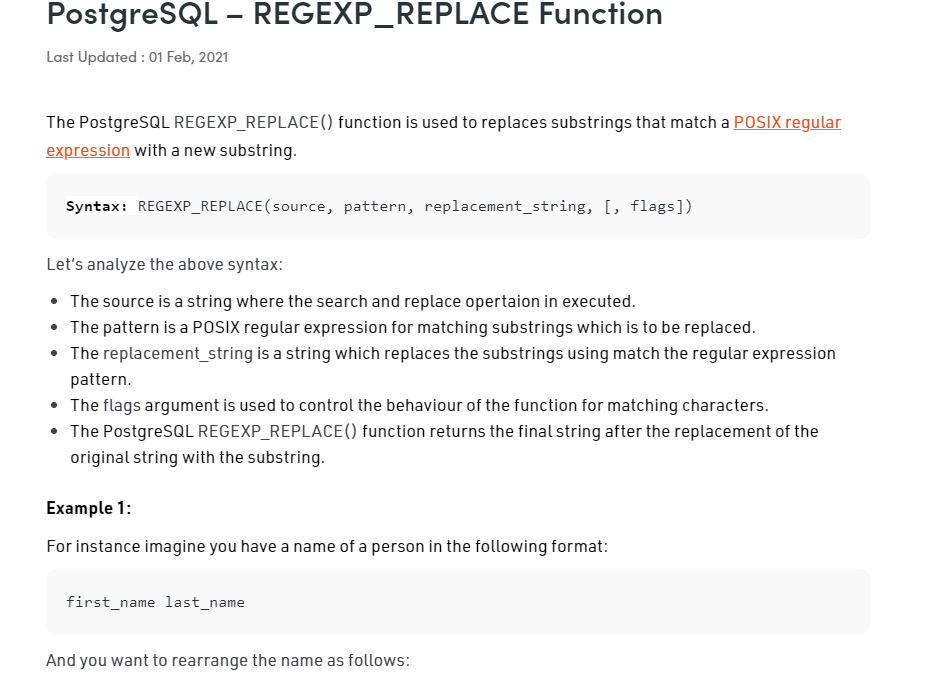 PostgreSQL – REGEXP_REPLACE Function
Last Updated : 01 Feb, 2021
The PostgreSQL REGEXP_REPLACE() function is used to replaces substrings that match a POSIX regular
expression with a new substring.
Syntax: REGEXP_REPLACE(source, pattern, replacement_string, [, flags])
Let's analyze the above syntax:
• The source is a string where the search and replace opertaion in executed.
• The pattern is a POSIX regular expression for matching substrings which is to be replaced.
• The replacement_string is a string which replaces the substrings using match the regular expression
pattern.
• The flags argument is used to control the behaviour of the function for matching characters.
• The PostgreSQL REGEXP_REPLACE() function returns the final string after the replacement of the
original string with the substring.
Example 1:
For instance imagine you have a name of a person in the following format:
first_name last_name
And you want to rearrange the name as follows: